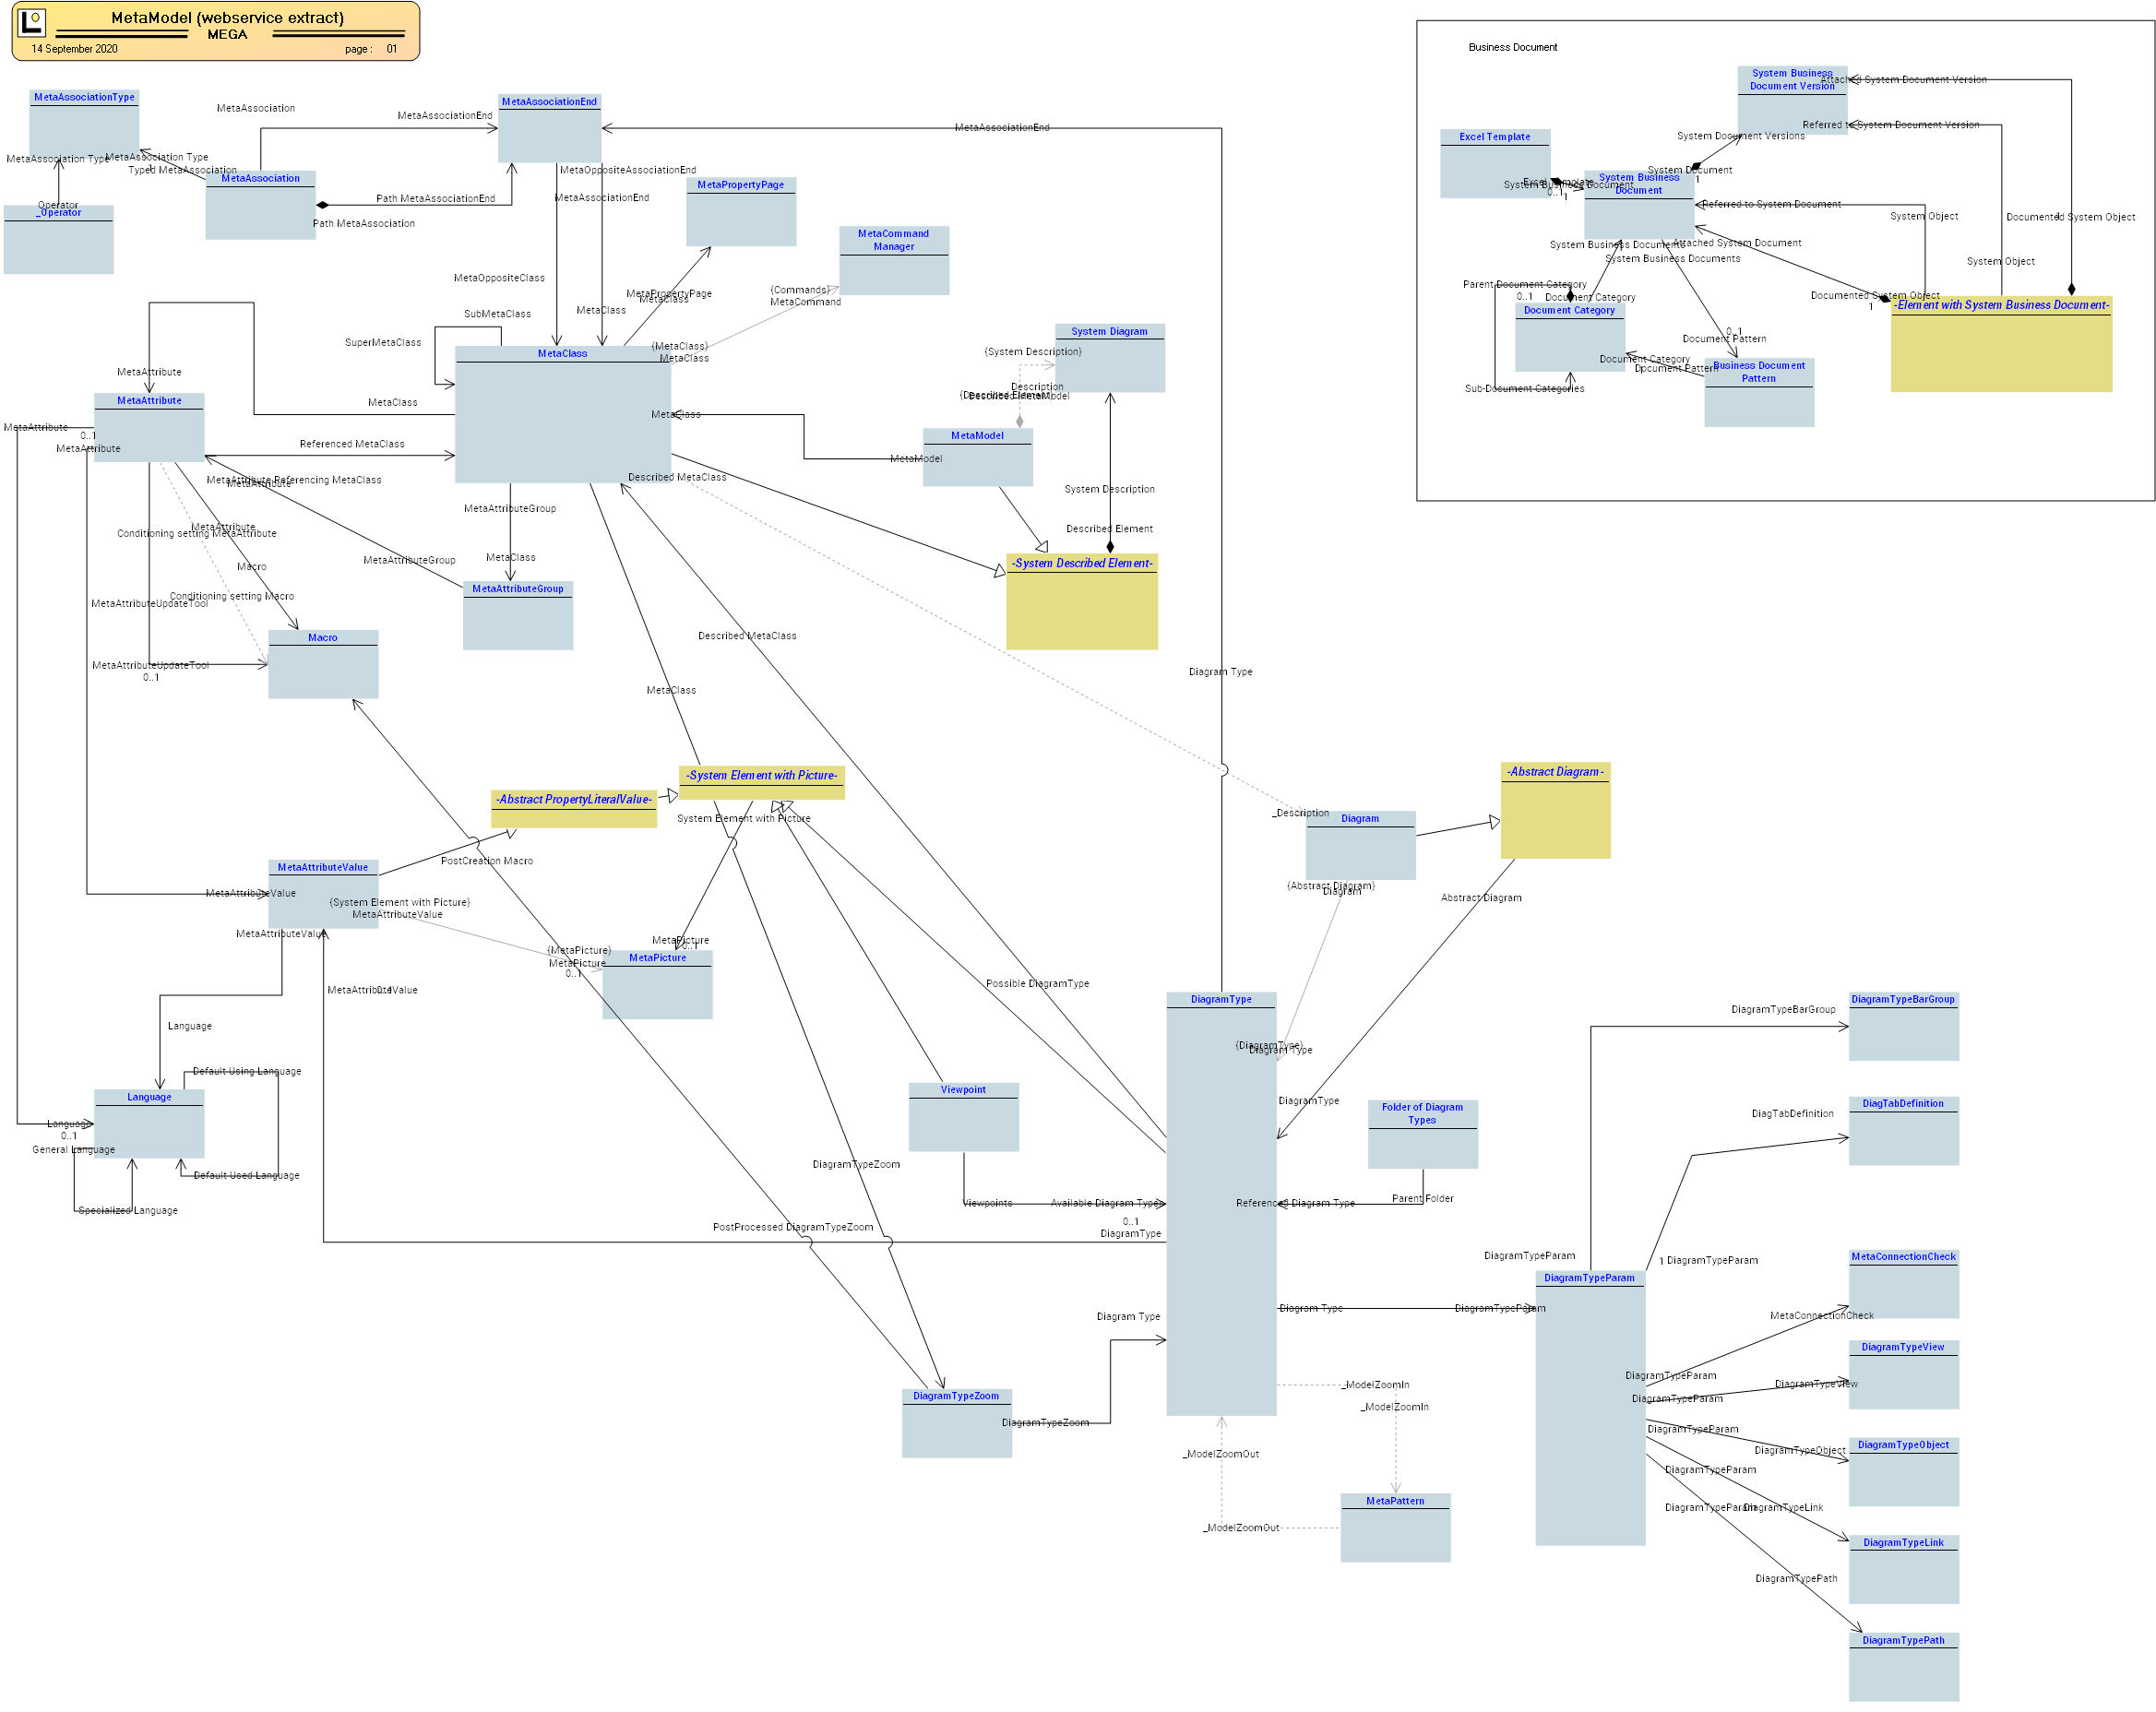 MetaModel (webservice extract)
MEGA
14 September 2020
page : 01
Business Document
System Business
Document Version
Attached System Document Version
Referred to System Document Version
System Document Versions
Excel Template
System Document
1
System Business
Document
Excel Template
System Business Document
0..1
1
Referred to System Document
System Object
Documented System Object
1
System Business Documents
Attached System Document
System Business Documents
System Object
Parent Document Category
0..1
Document Category
Documented System Object
1
-Element with System Business Document-
Document Category
0..1
Document Pattern
Document Category
Document Pattern
Business Document
Pattern
Sub-Document Categories
MetaAssociationType
MetaAssociation
MetaAssociationEnd
MetaAssociationEnd
MetaAssociationEnd
MetaAssociation Type
MetaAssociation Type
1
Typed MetaAssociation
MetaAssociation
MetaOppositeAssociationEnd
MetaAssociationEnd
Path MetaAssociationEnd
Path MetaAssociation
Operator
_Operator
MetaPropertyPage
MetaCommand
Manager
MetaOppositeClass
MetaPropertyPage
MetaClass
{Commands}
MetaCommand
MetaClass
SubMetaClass
SuperMetaClass
MetaClass
{MetaClass}
MetaClass
System Diagram
{System Description}
Description
{Described Element}
Described MetaModel
MetaAttribute
MetaAttribute
MetaClass
MetaClass
MetaModel
MetaModel
MetaAttribute
0..1
MetaAttribute
Referenced MetaClass
MetaAttribute Referencing MetaClass
MetaAttribute
Described MetaClass
System Description
Described Element
MetaAttributeGroup
MetaClass
MetaAttribute
Conditioning setting MetaAttribute
MetaAttributeGroup
Macro
Conditioning setting Macro
MetaAttributeUpdateTool
MetaAttributeGroup
-System Described Element-
Macro
MetaAttributeUpdateTool
0..1
Described MetaClass
Diagram Type
MetaClass
-System Element with Picture-
-Abstract PropertyLiteralValue-
System Element with Picture
-Abstract Diagram-
_Description
Diagram
PostCreation Macro
MetaAttributeValue
MetaAttributeValue
{System Element with Picture}
MetaAttributeValue
MetaAttributeValue
{Abstract Diagram}
Diagram
Abstract Diagram
MetaPicture
0..1
{MetaPicture}
MetaPicture
0..1
MetaPicture
MetaAttributeValue
0..1
Possible DiagramType
DiagramType
DiagramTypeBarGroup
DiagramTypeBarGroup
Language
{DiagramType}
Diagram Type
Default Using Language
Language
Viewpoint
DiagramType
Folder of Diagram
Types
DiagTabDefinition
DiagTabDefinition
Language
0..1
General Language
Default Used Language
Specialized Language
DiagramTypeZoom
Viewpoints
Available Diagram Types
Referenced Diagram Type
Parent Folder
PostProcessed DiagramTypeZoom
0..1
DiagramType
DiagramTypeParam
1
DiagramTypeParam
MetaConnectionCheck
DiagramTypeParam
Diagram Type
Diagram Type
DiagramTypeParam
MetaConnectionCheck
DiagramTypeView
DiagramTypeParam
DiagramTypeView
_ModelZoomIn
_ModelZoomIn
DiagramTypeZoom
DiagramTypeZoom
DiagramTypeParam
DiagramTypeParam
DiagramTypeObject
DiagramTypeObject
_ModelZoomOut
DiagramTypeParam
MetaPattern
DiagramTypeParam
DiagramTypeLink
_ModelZoomOut
DiagramTypeLink
DiagramTypePath
DiagramTypePath